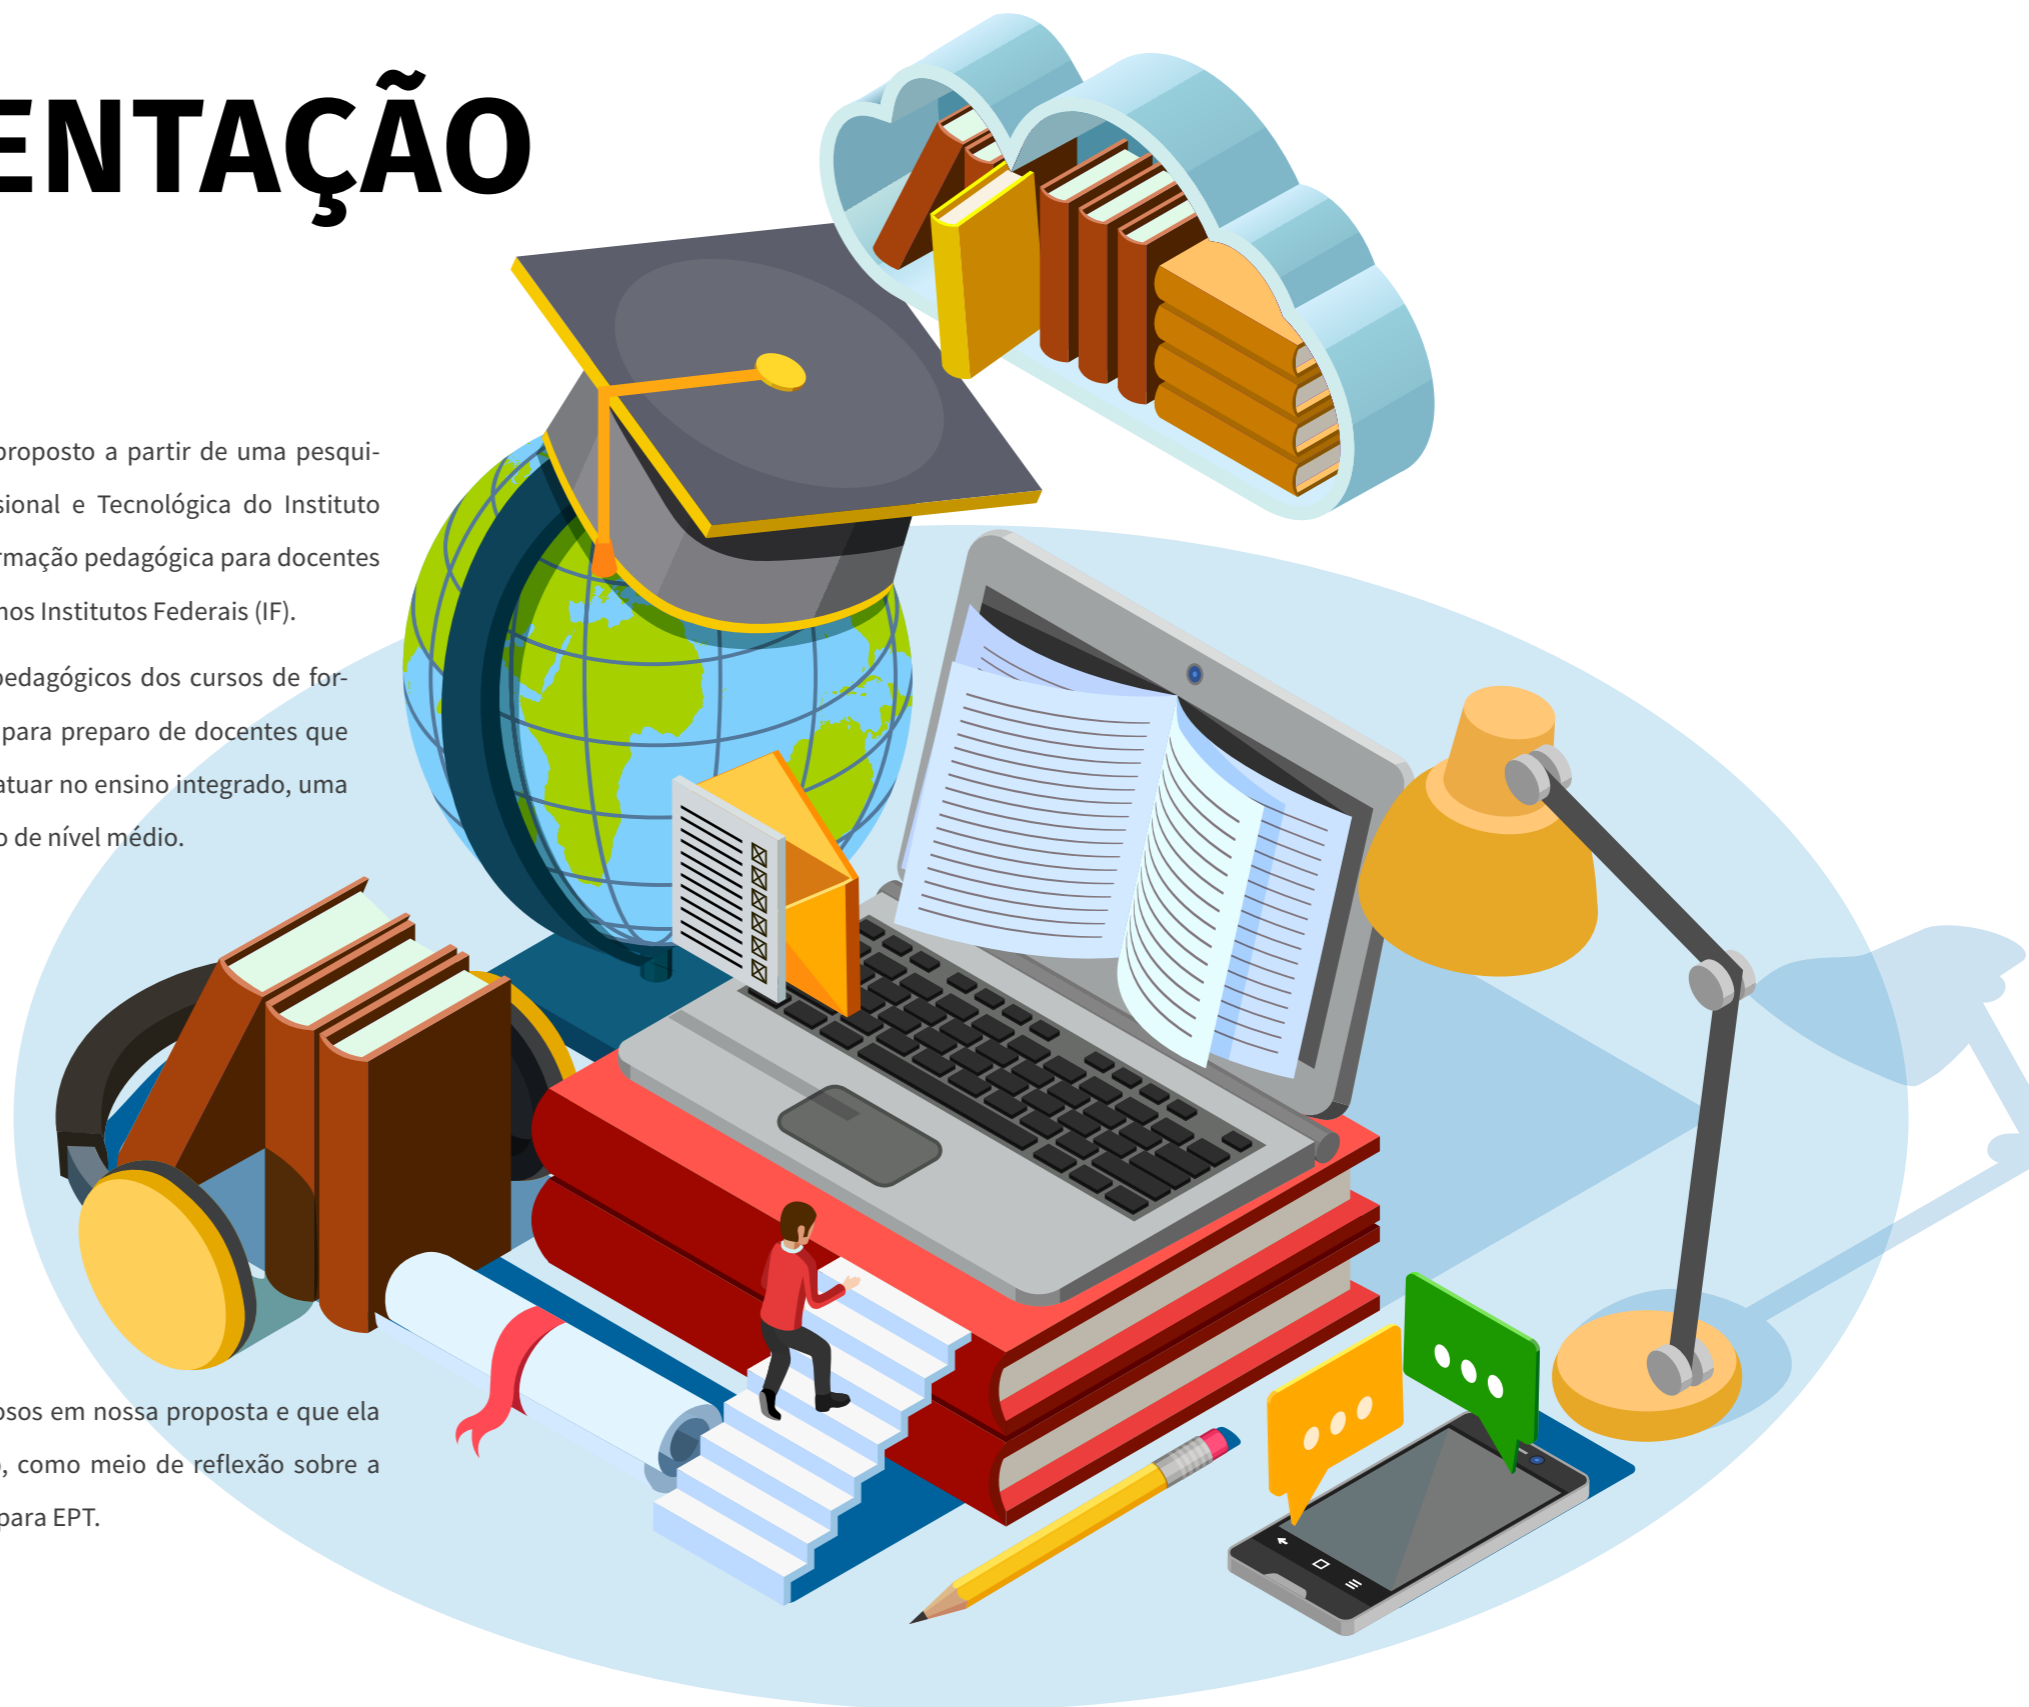 ENTAÇÃO
proposto a partir de uma pesqui-
sional e Tecnológica do Instituto
rmação pedagógica para docentes
nos Institutos Federais (IF).
pedagógicos dos cursos de for-
para preparo de docentes que
atuar no ensino integrado, uma
o de nível médio.
osos em nossa proposta e que ela
o, como meio de reflexão sobre a
para EPT.